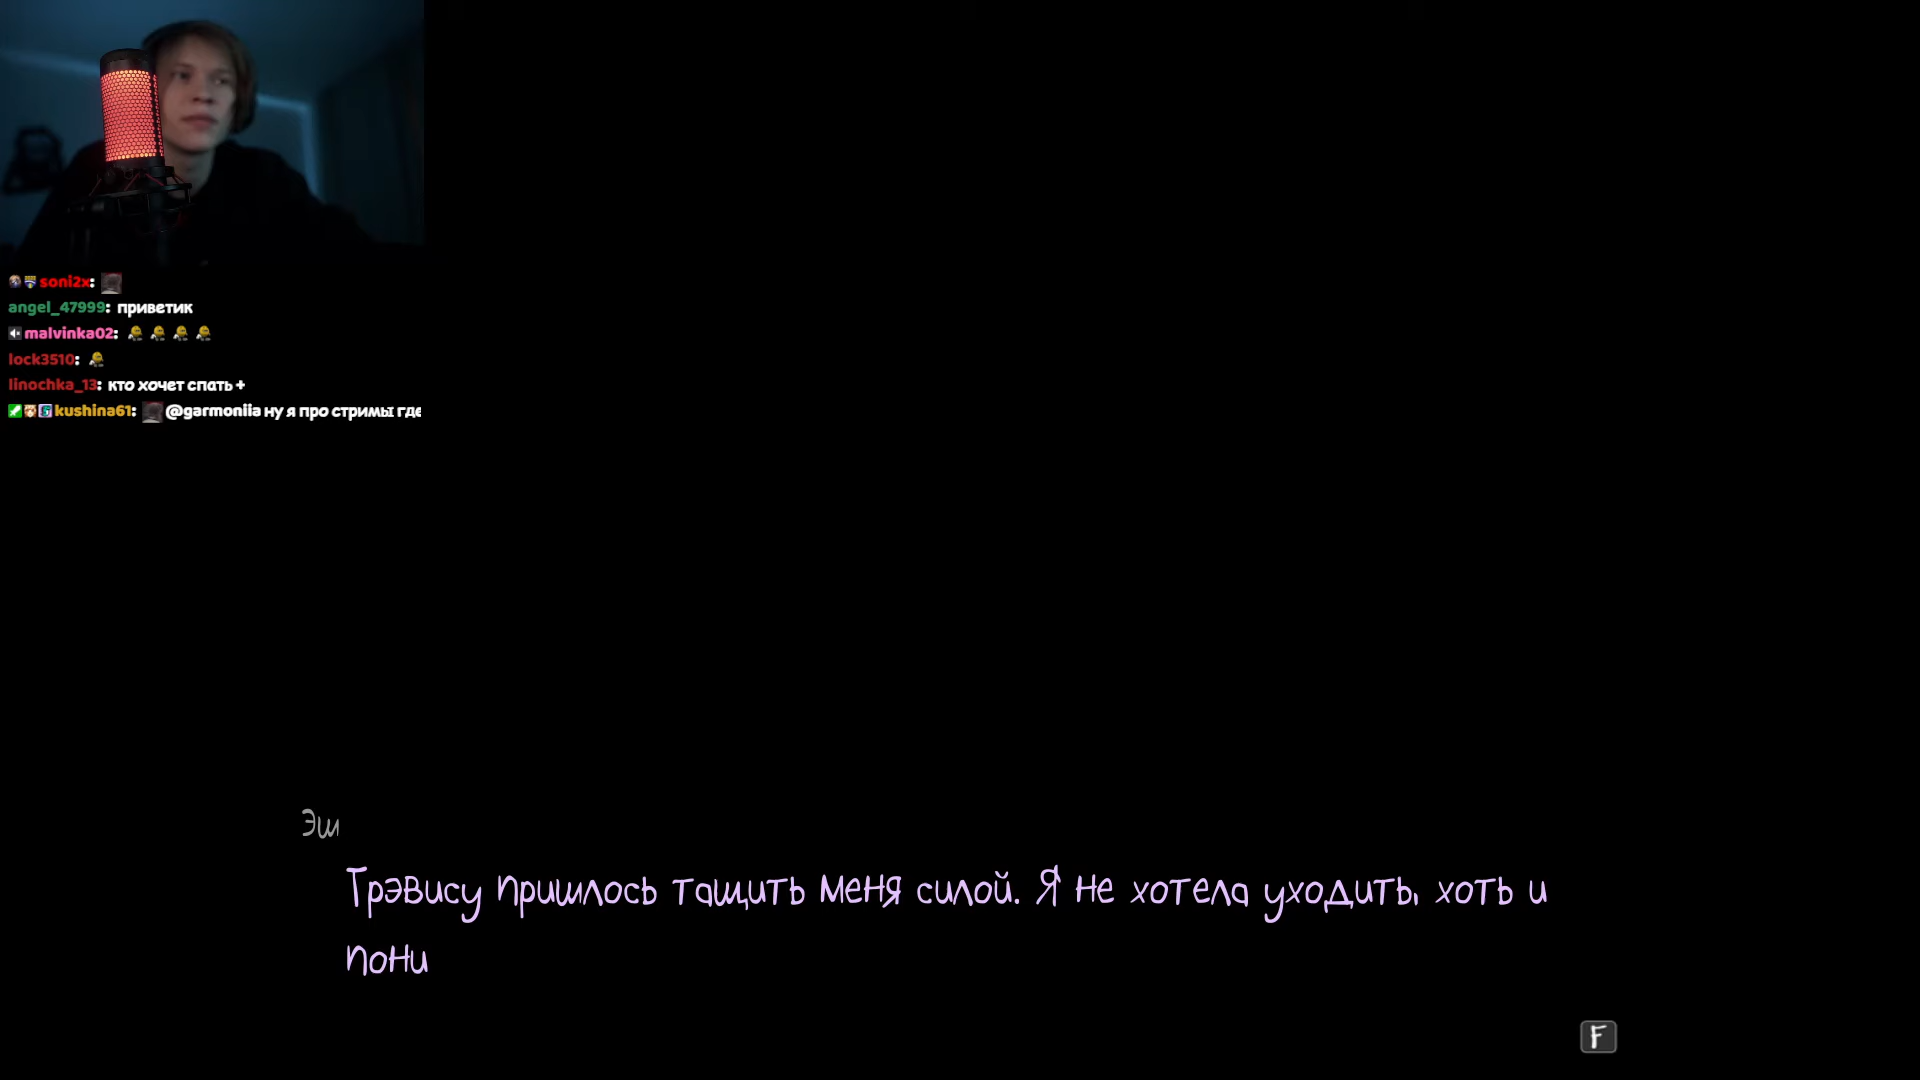 soni2x:
angel_47999: приветик
malvinka02:
lock3510:
linochka_13: кто хочет спать +
kushina61: @garmoniia ну я про стримы где
Эш
Трэвису пришлось тащить меня силой. Я не хотела уходить, хоть и
пони
F